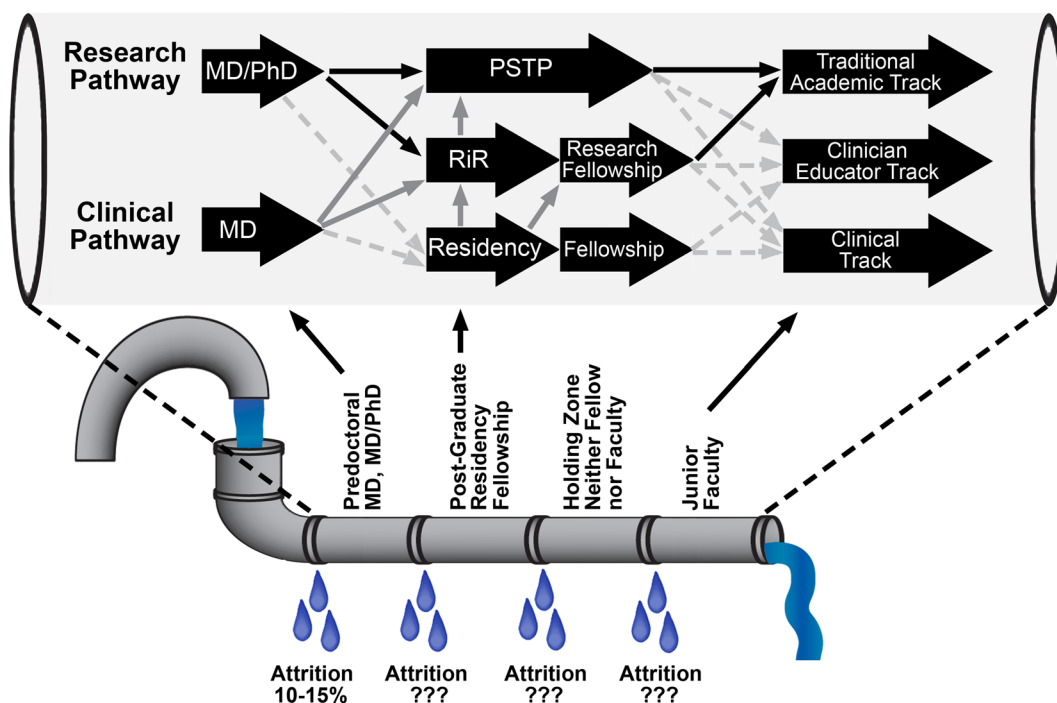 Research
Pathway
MD/PhD
PSTP
Traditional
Academic Track
RiR
Research
Fellowship
Clinician
Educator Track
Clinical
Pathway
MD
Residency
Fellowship
Clinical
Track
Predoctoral
MD, MD/PhD
Post-Graduate
Residency
Fellowship
Holding Zone
Neither Fellow
nor Faculty
Junior
Faculty
Attrition
10-15%
Attrition
???
Attrition
???
Attrition
???